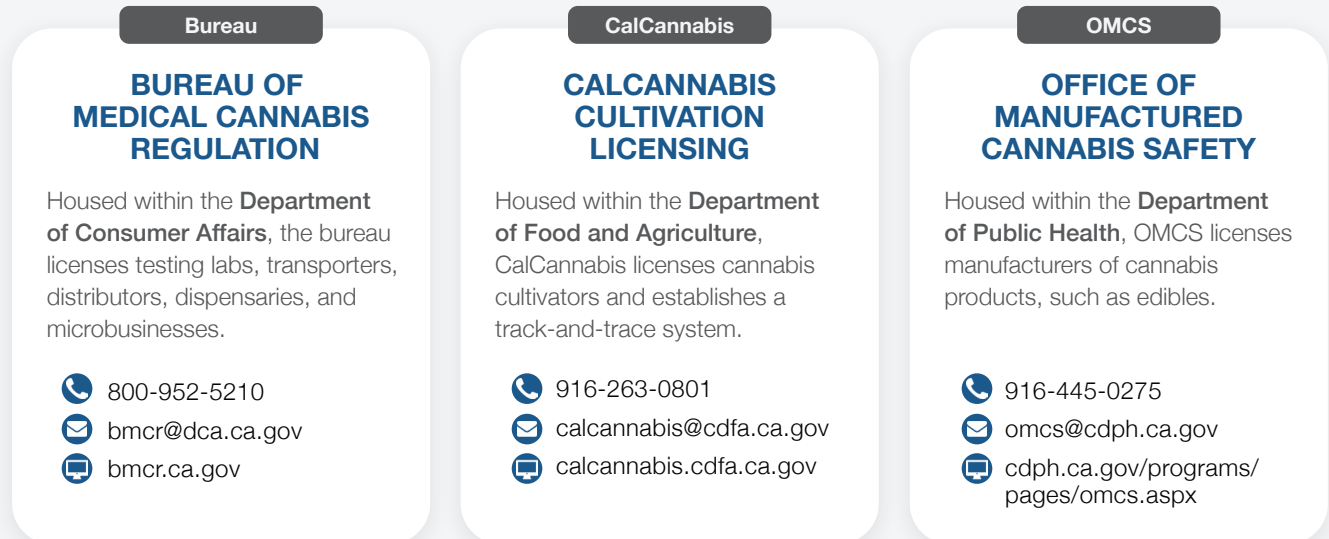 Bureau
BUREAU OF
MEDICAL CANNABIS
REGULATION
Housed within the Department
of Consumer Affairs, the bureau
licenses testing labs, transporters,
distributors, dispensaries, and
microbusinesses.
800-952-5210
bmcr@dca.ca.gov
bmcr.ca.gov
CalCannabis
CALCANNABIS
CULTIVATION
LICENSING
Housed within the Department
of Food and Agriculture,
CalCannabis licenses cannabis
cultivators and establishes a
track-and-trace system.
916-263-0801
calcannabis@cdfa.ca.gov
calcannabis.cdfa.ca.gov
OMCS
OFFICE OF
MANUFACTURED
CANNABIS SAFETY
Housed within the Department
of Public Health, OMCS licenses
manufacturers of cannabis
products, such as edibles.
916-445-0275
omcs@cdph.ca.gov
cdph.ca.gov/programs/
pages/omcs.aspx